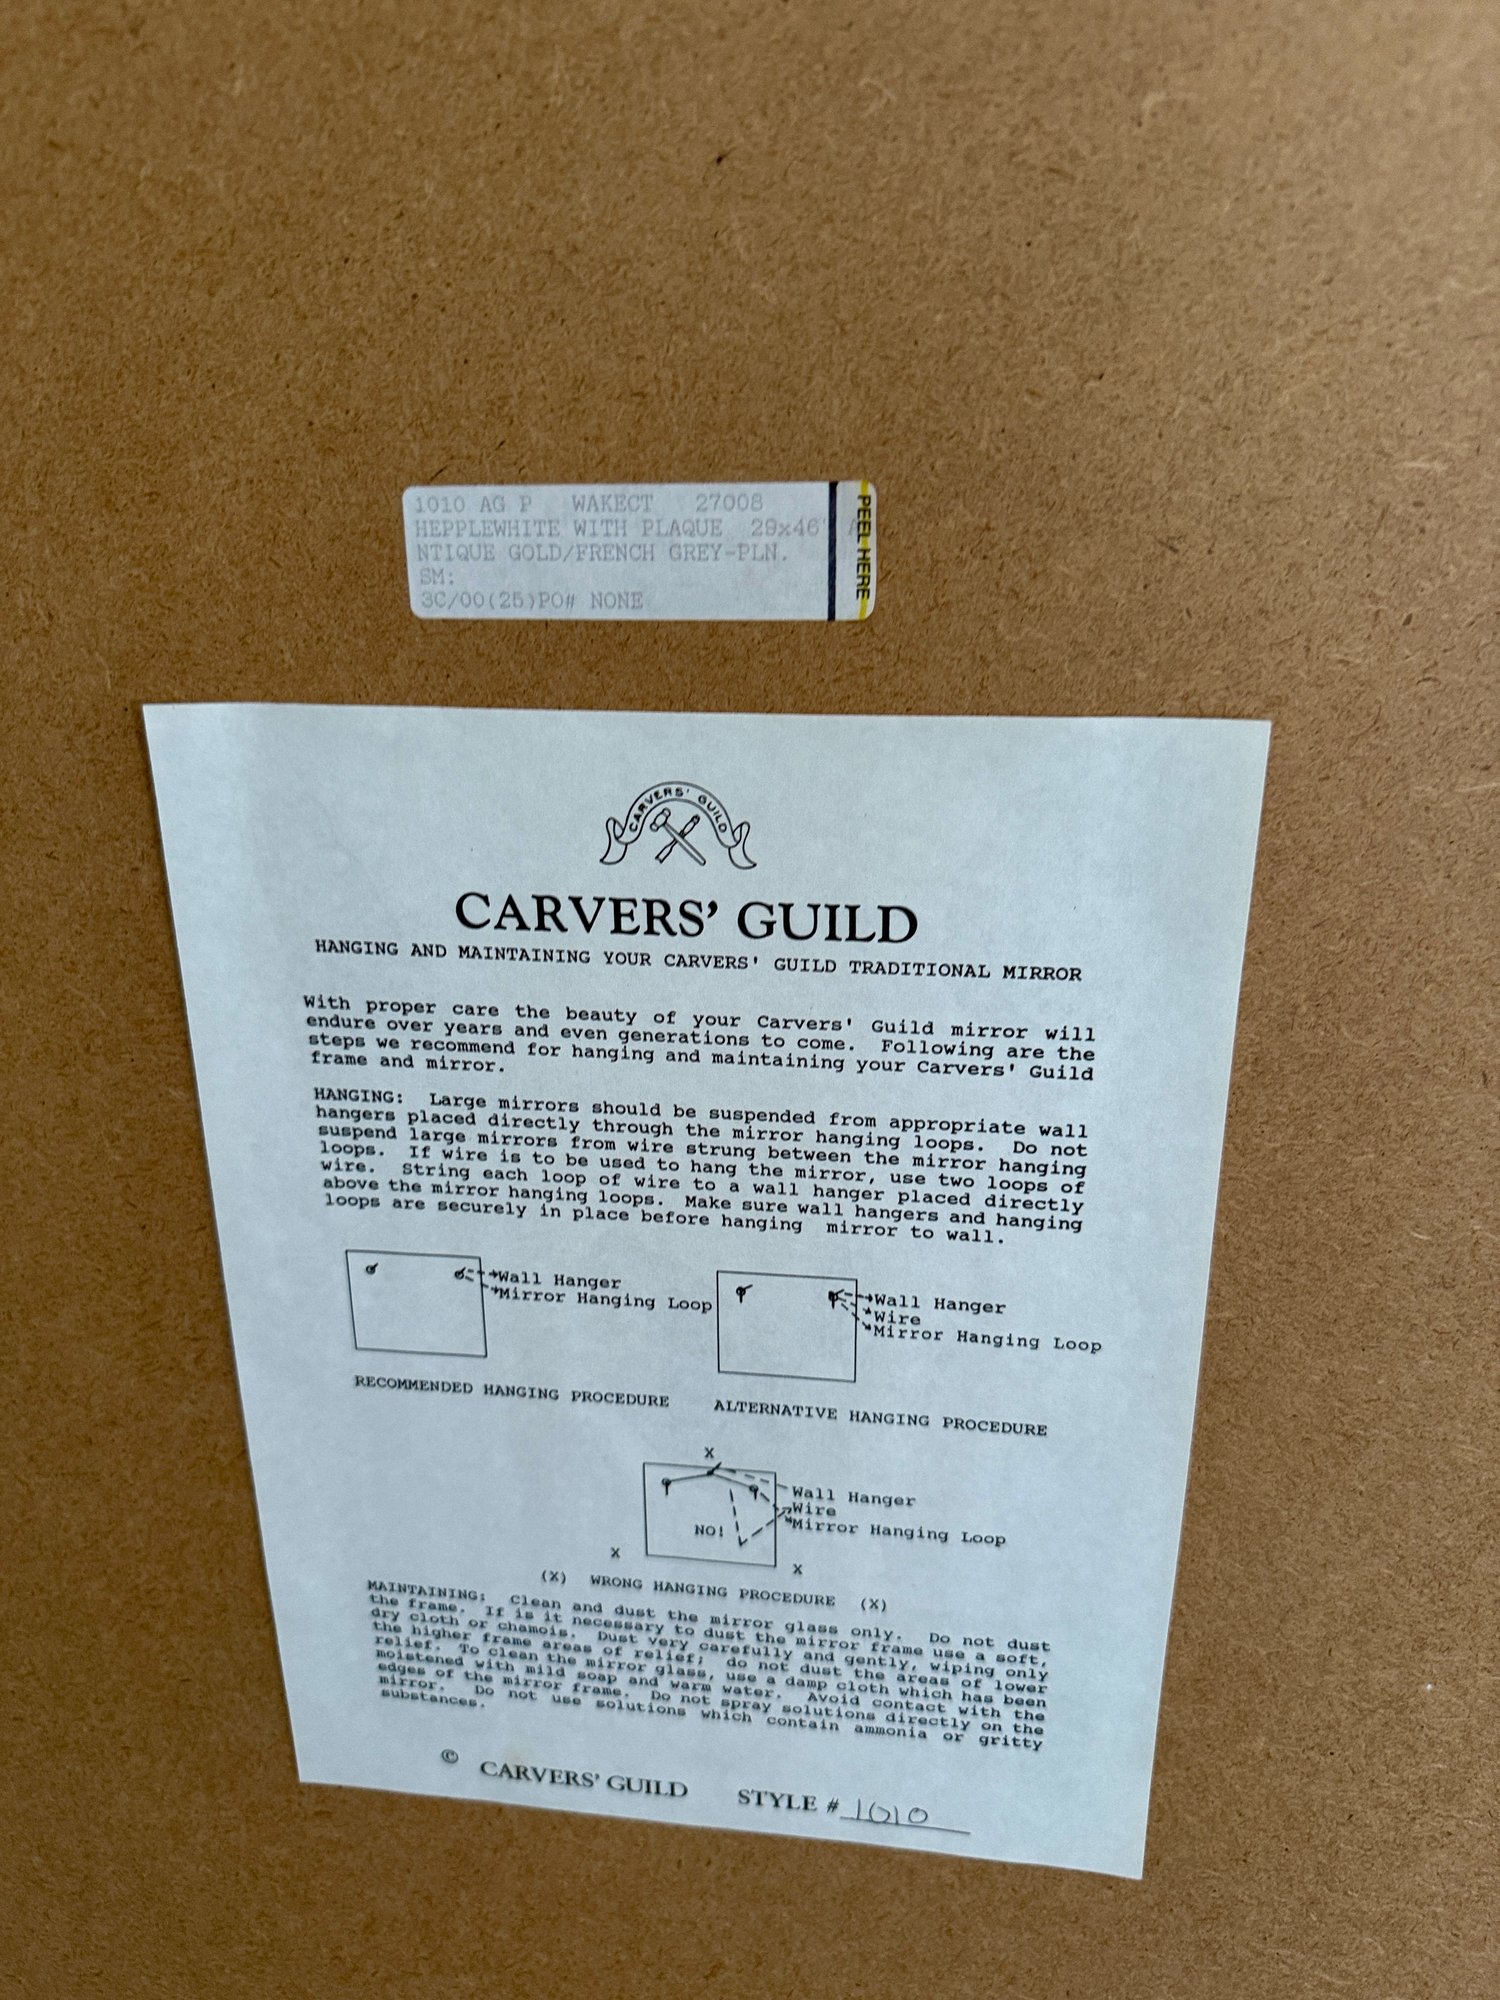 1010 AG P WAKECT 27008
HEPPLEWHITE WITH PLAQUE 29x46" A
NTIQUE GOLD/FRENCH GREY-PLN.
SM:
3C/00(25)PO# NONE
PEEL HERE
CARVERS' GUILD
CARVERS' GUILD
HANGING AND MAINTAINING YOUR CARVERS' GUILD TRADITIONAL MIRROR
With proper care the beauty of your Carvers' Guild mirror will
endure over years and even generations to come. Following are the
steps we recommend for hanging and maintaining your Carvers' Guild
frame and mirror.
HANGING: Large mirrors should be suspended from appropriate wall
hangers placed directly through the mirror hanging loops. Do not
suspend large mirrors from wire strung between the mirror hanging
loops. If wire is to be used to hang the mirror, use two loops of
wire. String each loop of wire to a wall hanger placed directly
above the mirror hanging loops. Make sure wall hangers and hanging
loops are securely in place before hanging mirror to wall.
Wall Hanger
Mirror Hanging Loop
RECOMMENDED HANGING PROCEDURE
Wall Hanger
Wire
Mirror Hanging Loop
ALTERNATIVE HANGING PROCEDURE
X
Wall Hanger
Wire
Mirror Hanging Loop
NO!
X X
(X) WRONG HANGING PROCEDURE (X)
MAINTAINING: Clean and dust the mirror glass only. Do not dust
the frame. If is it necessary to dust the mirror frame use a soft,
dry cloth or chamois. Dust very carefully and gently, wiping only
the higher frame areas of relief; do not dust the areas of lower
relief. To clean the mirror glass, use a damp cloth which has been
moistened with mild soap and warm water. Avoid contact with the
edges of the mirror frame. Do not spray solutions directly on the
mirror. Do not use solutions which contain ammonia or gritty
substances.
© CARVERS' GUILD STYLE # 1010